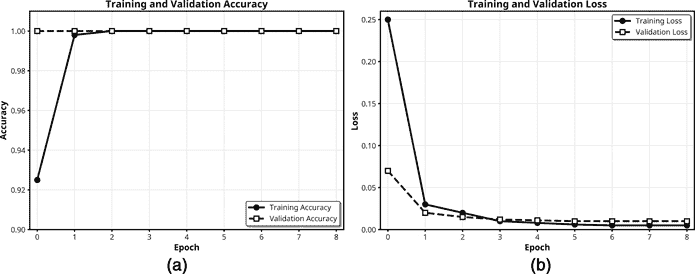 Training and Validation Accuracy
1.00
0.98
0.96
0.94
0.92
0.90
Accuracy
Training Accuracy
Validation Accuracy
0 1 2 3 4 5 6 7 8
Epoch
(a)
Training and Validation Loss
0.25
0.20
0.15
0.10
0.05
0.00
Loss
Training Loss
Validation Loss
0 1 2 3 4 5 6 7 8
Epoch
(b)